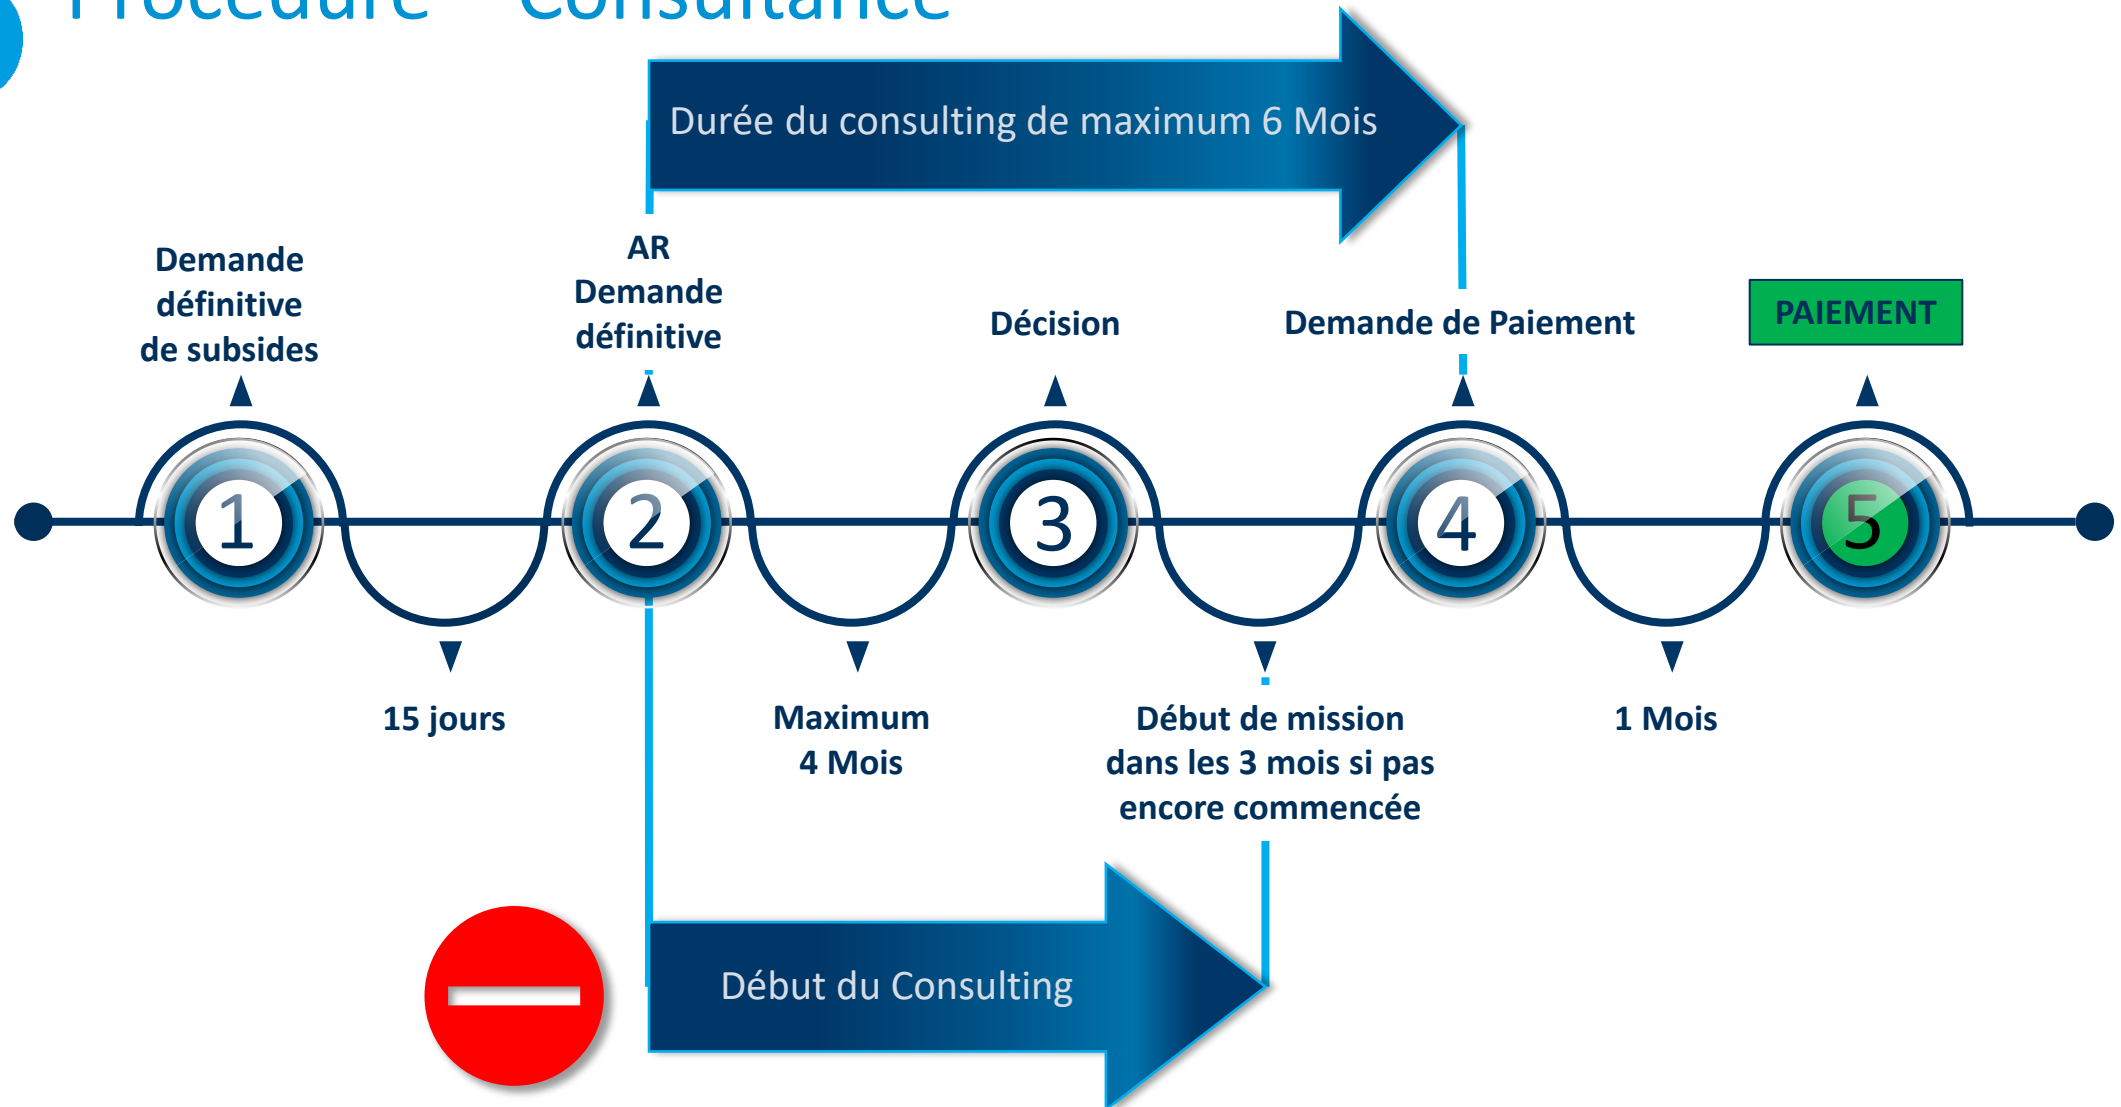 Procédure Consultance
Durée du consulting de maximum 6 Mois
Demande
définitive
de subsides
AR
Demande
définitive
Décision
Demande de Paiement
PAIEMENT
1
2
3
4
5
15 jours
Maximum
4 Mois
Début de mission
dans les 3 mois si pas
encore commencée
1 Mois
Début du Consulting